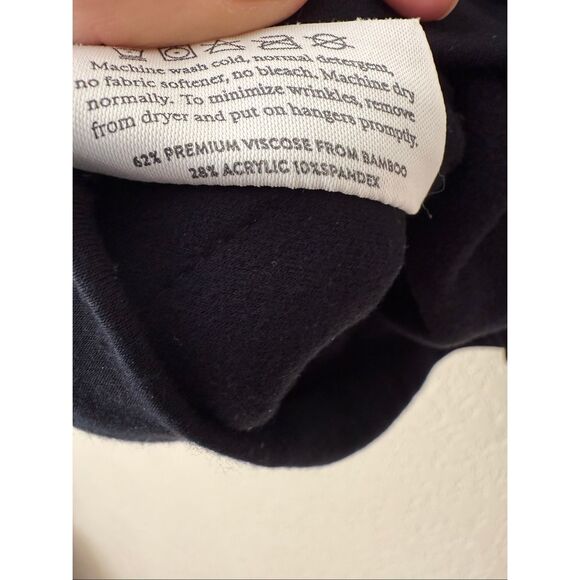 Machine wash cold, normal detergent,
no fabric softener, no bleach. Machine dry
normally. To minimize wrinkles, remove
from dryer and put on hangers promptly.
62% PREMIUM VISCOSE FROM BAMBOO
28% ACRYLIC 10%SPANDEX